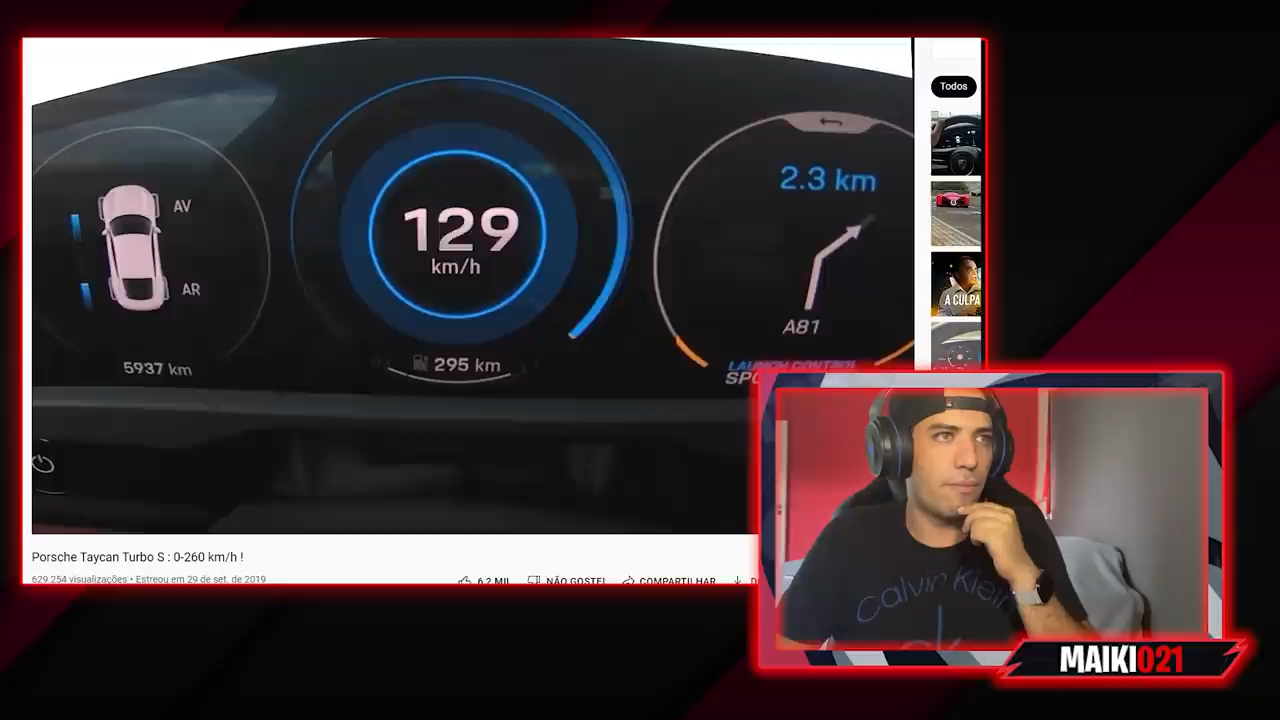 Todos
2.3 km
AV
129
km/h
A81
AR
5937 km
295 km
LAUNCH CONTROL
A CULPA
Porsche Taycan Turbo S : 0-260 km/h !
629.254 visualizações • Estreou em 29 de set. de 2019
6,2 MIL
NÃO GOSTEI
COMPARTILHAR
Calvin Klein
MAIKI021